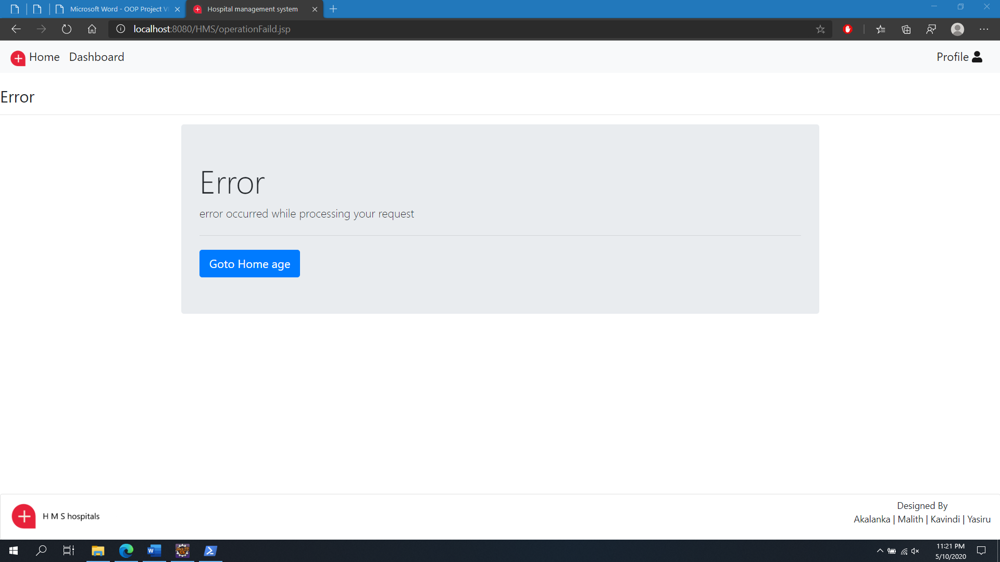 Microsoft Word - OOP Project V
Hospital management system
localhost:8080/HMS/operationFaild.jsp
Home Dashboard
Profile
Error
Error
error occurred while processing your request
Goto Home age
H M S hospitals
Designed By
Akalanka | Malith | Kavindi | Yasiru
11:21 PM
5/10/2020